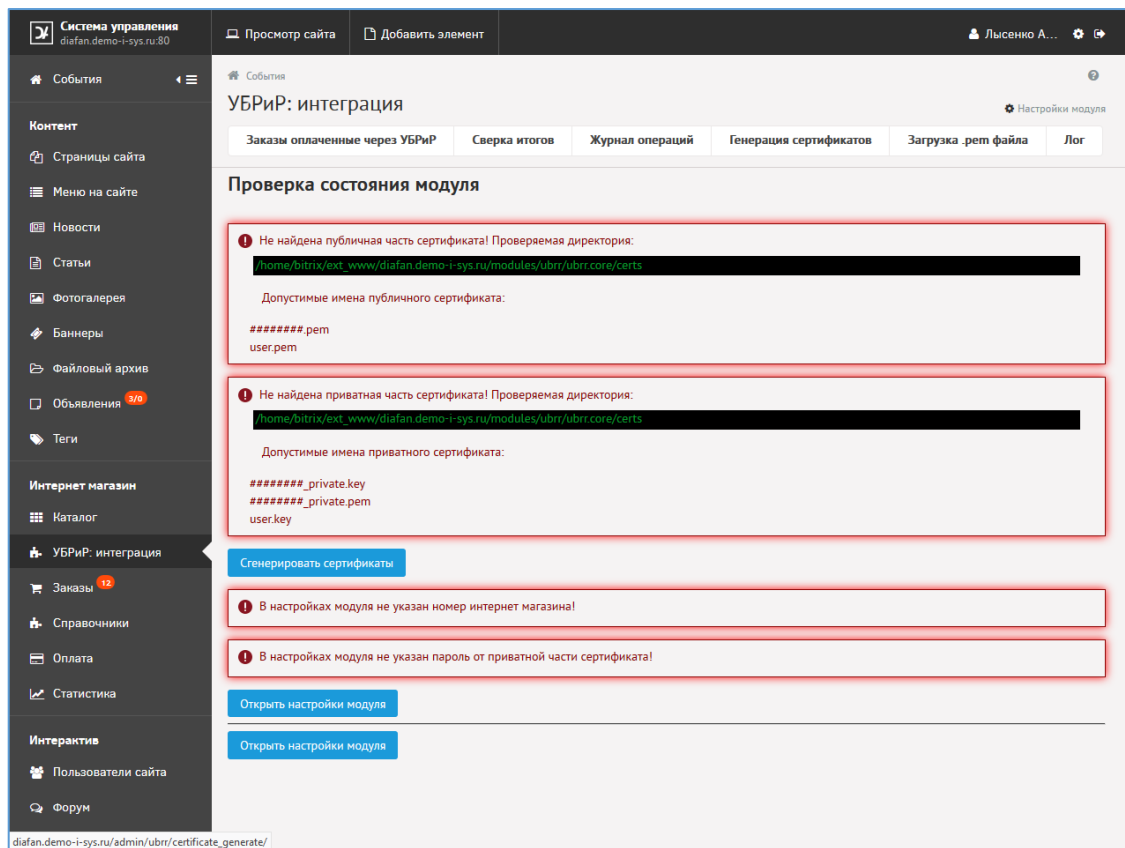 Система управления
diafan.demo-i-sys.ru:80
Просмотр сайта
Добавить элемент
Лысенко А...
События
Контент
Страницы сайта
Меню на сайте
Новости
Статьи
Фотогалерея
Баннеры
Файловый архив
Объявления 3/0
Теги
Интернет магазин
Каталог
УБРиР: интеграция
Заказы 12
Справочники
Оплата
Статистика
Интерактив
Пользователи сайта
Форум
События
УБРиР: интеграция
Настройки модуля
Заказы оплаченные через УБРиР
Сверка итогов
Журнал операций
Генерация сертификатов
Загрузка .pem файла
Лог
Проверка состояния модуля
Не найдена публичная часть сертификата! Проверяемая директория:
/home/bitrix/ext_www/diafan.demo-i-sys.ru/modules/ubrr/ubrr.core/certs
Допустимые имена публичного сертификата:
########.pem
user.pem
Не найдена приватная часть сертификата! Проверяемая директория:
/home/bitrix/ext_www/diafan.demo-i-sys.ru/modules/ubrr/ubrr.core/certs
Допустимые имена приватного сертификата:
########_private.key
########_private.pem
user.key
Сгенерировать сертификаты
В настройках модуля не указан номер интернет магазина!
В настройках модуля не указан пароль от приватной части сертификата!
Открыть настройки модуля
Открыть настройки модуля
diafan.demo-i-sys.ru/admin/ubrr/certificate_generate/